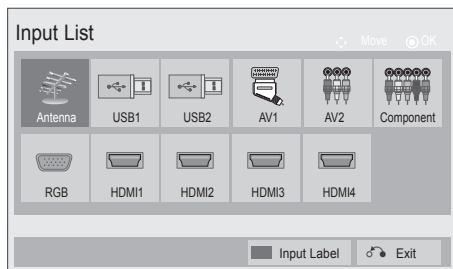 Input List
Move
OK
Antenna
USB1
USB2
AV1
AV2
Component
RGB
HDMI1
HDMI2
HDMI3
HDMI4
Input Label
Exit